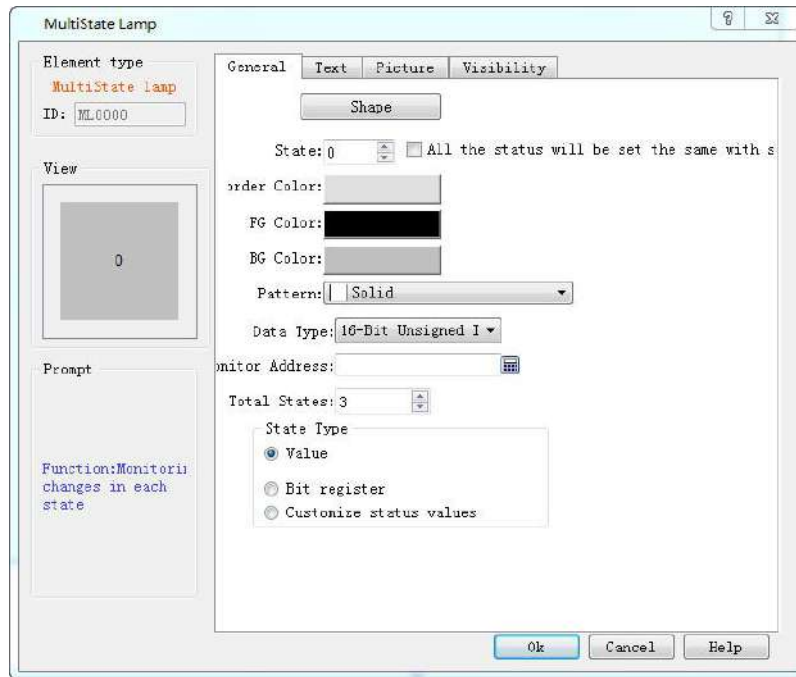 MultiState Lamp
Element type
MultiState lamp
ID: ML0000
View
0
Prompt
Function:Monitorin
changes in each
state
General Text Picture Visibility
Shape
State: 0 All the status will be set the same with s
order Color:
FG Color:
BG Color:
Pattern: Solid
Data Type: 16-Bit Unsigned I
onitor Address:
Total States: 3
State Type
Value
Bit register
Customize status values
Ok Cancel Help